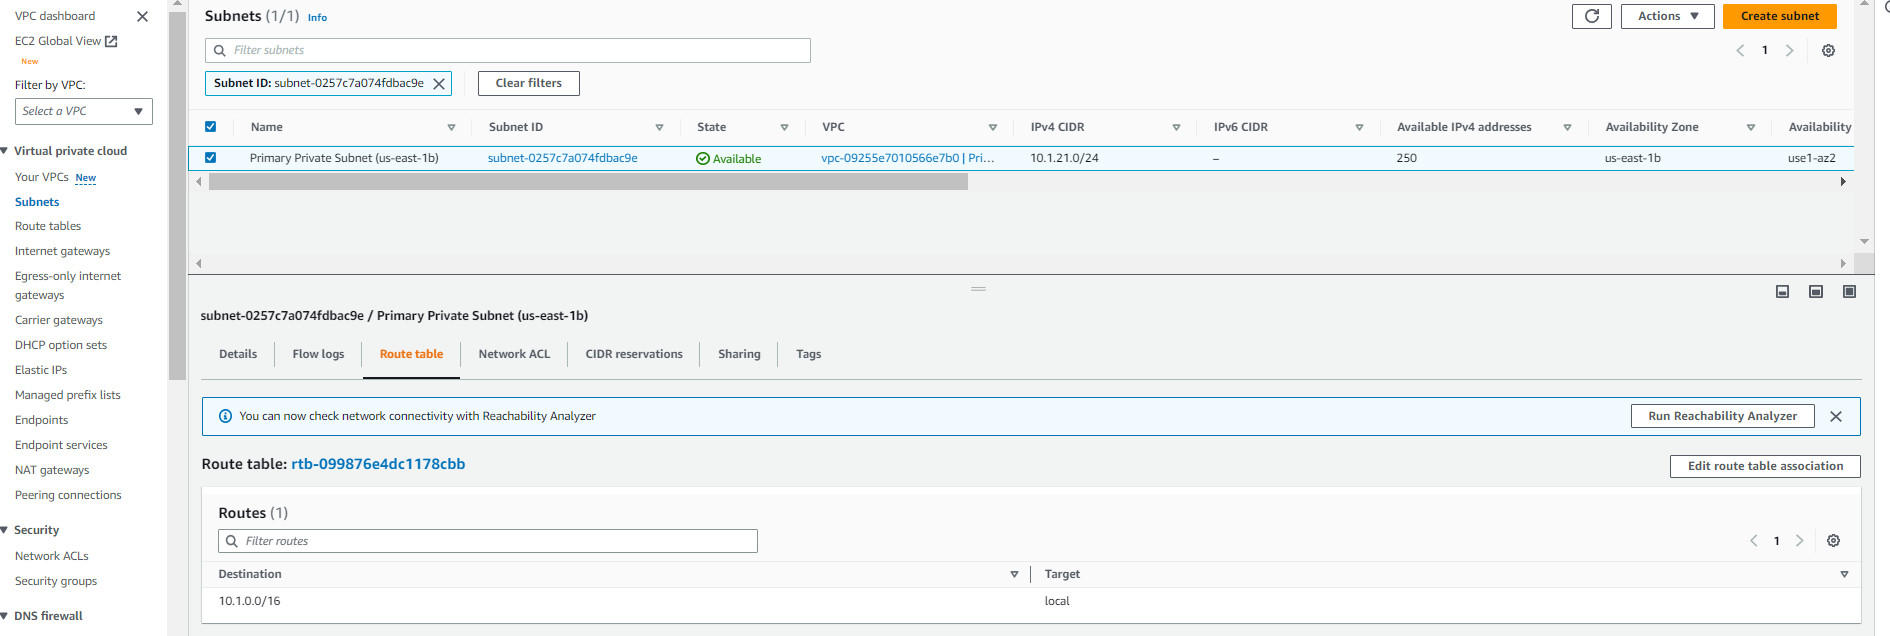 VPC dashboard
EC2 Global View
New
Filter by VPC:
Select a VPC
Virtual private cloud
Your VPCs New
Subnets
Route tables
Internet gateways
Egress-only internet
gateways
Carrier gateways
DHCP option sets
Elastic IPs
Managed prefix lists
Endpoints
Endpoint services
NAT gateways
Peering connections
Security
Network ACLs
Security groups
DNS firewall
Subnets (1/1) Info
Actions
Create subnet
Filter subnets
1
Subnet ID: subnet-0257c7a074fdbac9e
Clear filters
Name Subnet ID State VPC IPv4 CIDR IPv6 CIDR Available IPv4 addresses Availability Zone Availability
Primary Private Subnet (us-east-1b) subnet-0257c7a074fdbac9e Available vpc-09255e7010566e7b0 | Pri... 10.1.21.0/24 – 250 us-east-1b use1-az2
subnet-0257c7a074fdbac9e / Primary Private Subnet (us-east-1b)
Details Flow logs Route table Network ACL CIDR reservations Sharing Tags
You can now check network connectivity with Reachability Analyzer
Run Reachability Analyzer
Route table: rtb-099876e4dc1178cbb
Edit route table association
Routes (1)
Filter routes
1
Destination Target
10.1.0.0/16 local